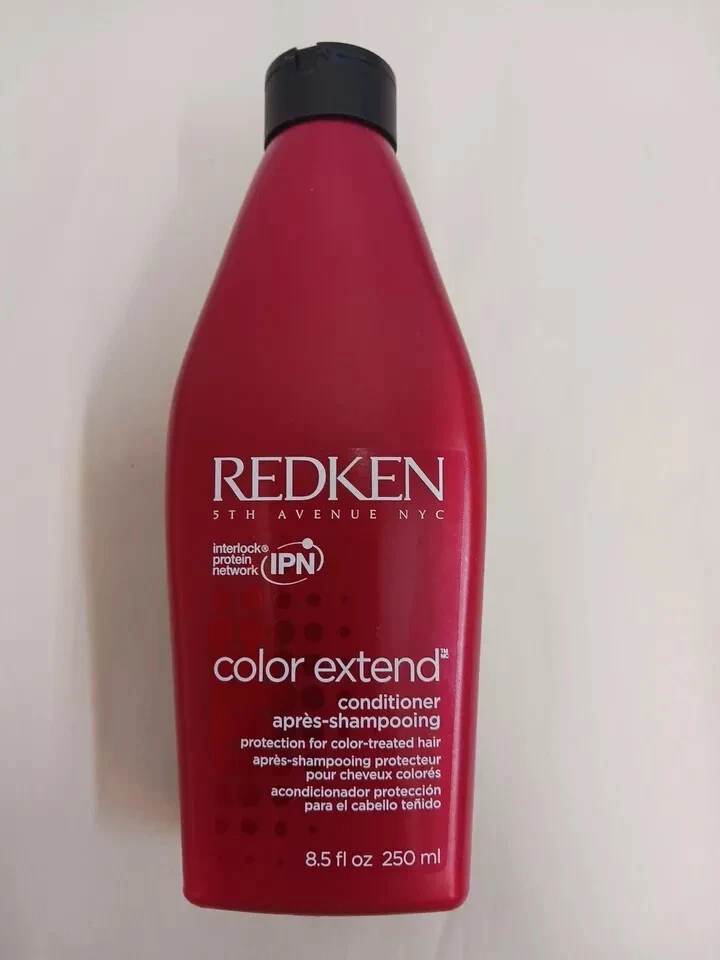 REDKEN
5TH AVENUE NYC
interlock®
protein
network
IPN
color extend™ MC
conditioner
après-shampooing
protection for color-treated hair
après-shampooing protecteur
pour cheveux colorés
acondicionador protección
para el cabello teñido
8.5 fl oz 250 ml